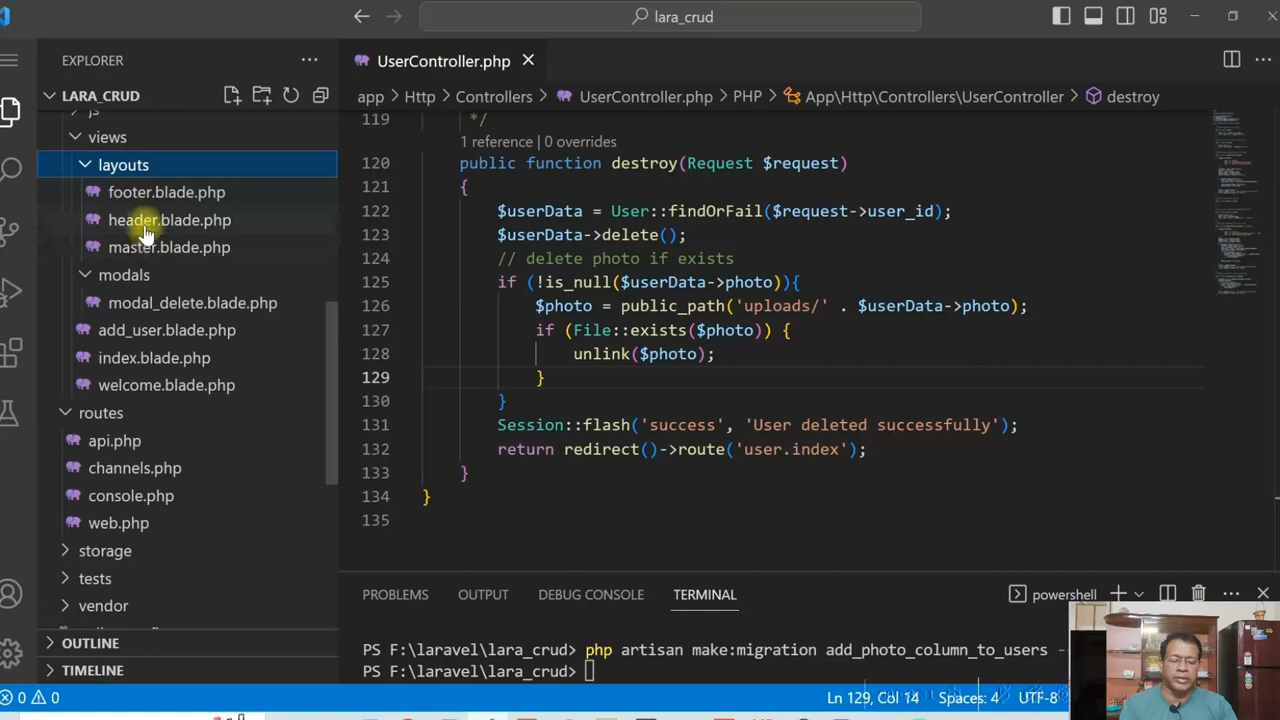 lara_crud
EXPLORER
LARA_CRUD
js
views
layouts
footer.blade.php
header.blade.php
master.blade.php
modals
modal_delete.blade.php
add_user.blade.php
index.blade.php
welcome.blade.php
routes
api.php
channels.php
console.php
web.php
storage
tests
vendor
OUTLINE
TIMELINE
UserController.php
app > Http > Controllers > UserController.php > PHP > App\Http\Controllers\UserController > destroy
119 */
1 reference | 0 overrides
120 public function destroy(Request $request)
121 {
122 $userData = User::findOrFail($request->user_id);
123 $userData->delete();
124 // delete photo if exists
125 if (!is_null($userData->photo)){
126 $photo = public_path('uploads/' . $userData->photo);
127 if (File::exists($photo)) {
128 unlink($photo);
129 }
130 }
131 Session::flash('success', 'User deleted successfully');
132 return redirect()->route('user.index');
133 }
134 }
135
PROBLEMS OUTPUT DEBUG CONSOLE TERMINAL powershell
PS F:\laravel\lara_crud> php artisan make:migration add_photo_column_to_users --
PS F:\laravel\lara_crud>
0 0 Ln 129, Col 14 Spaces: 4 UTF-8